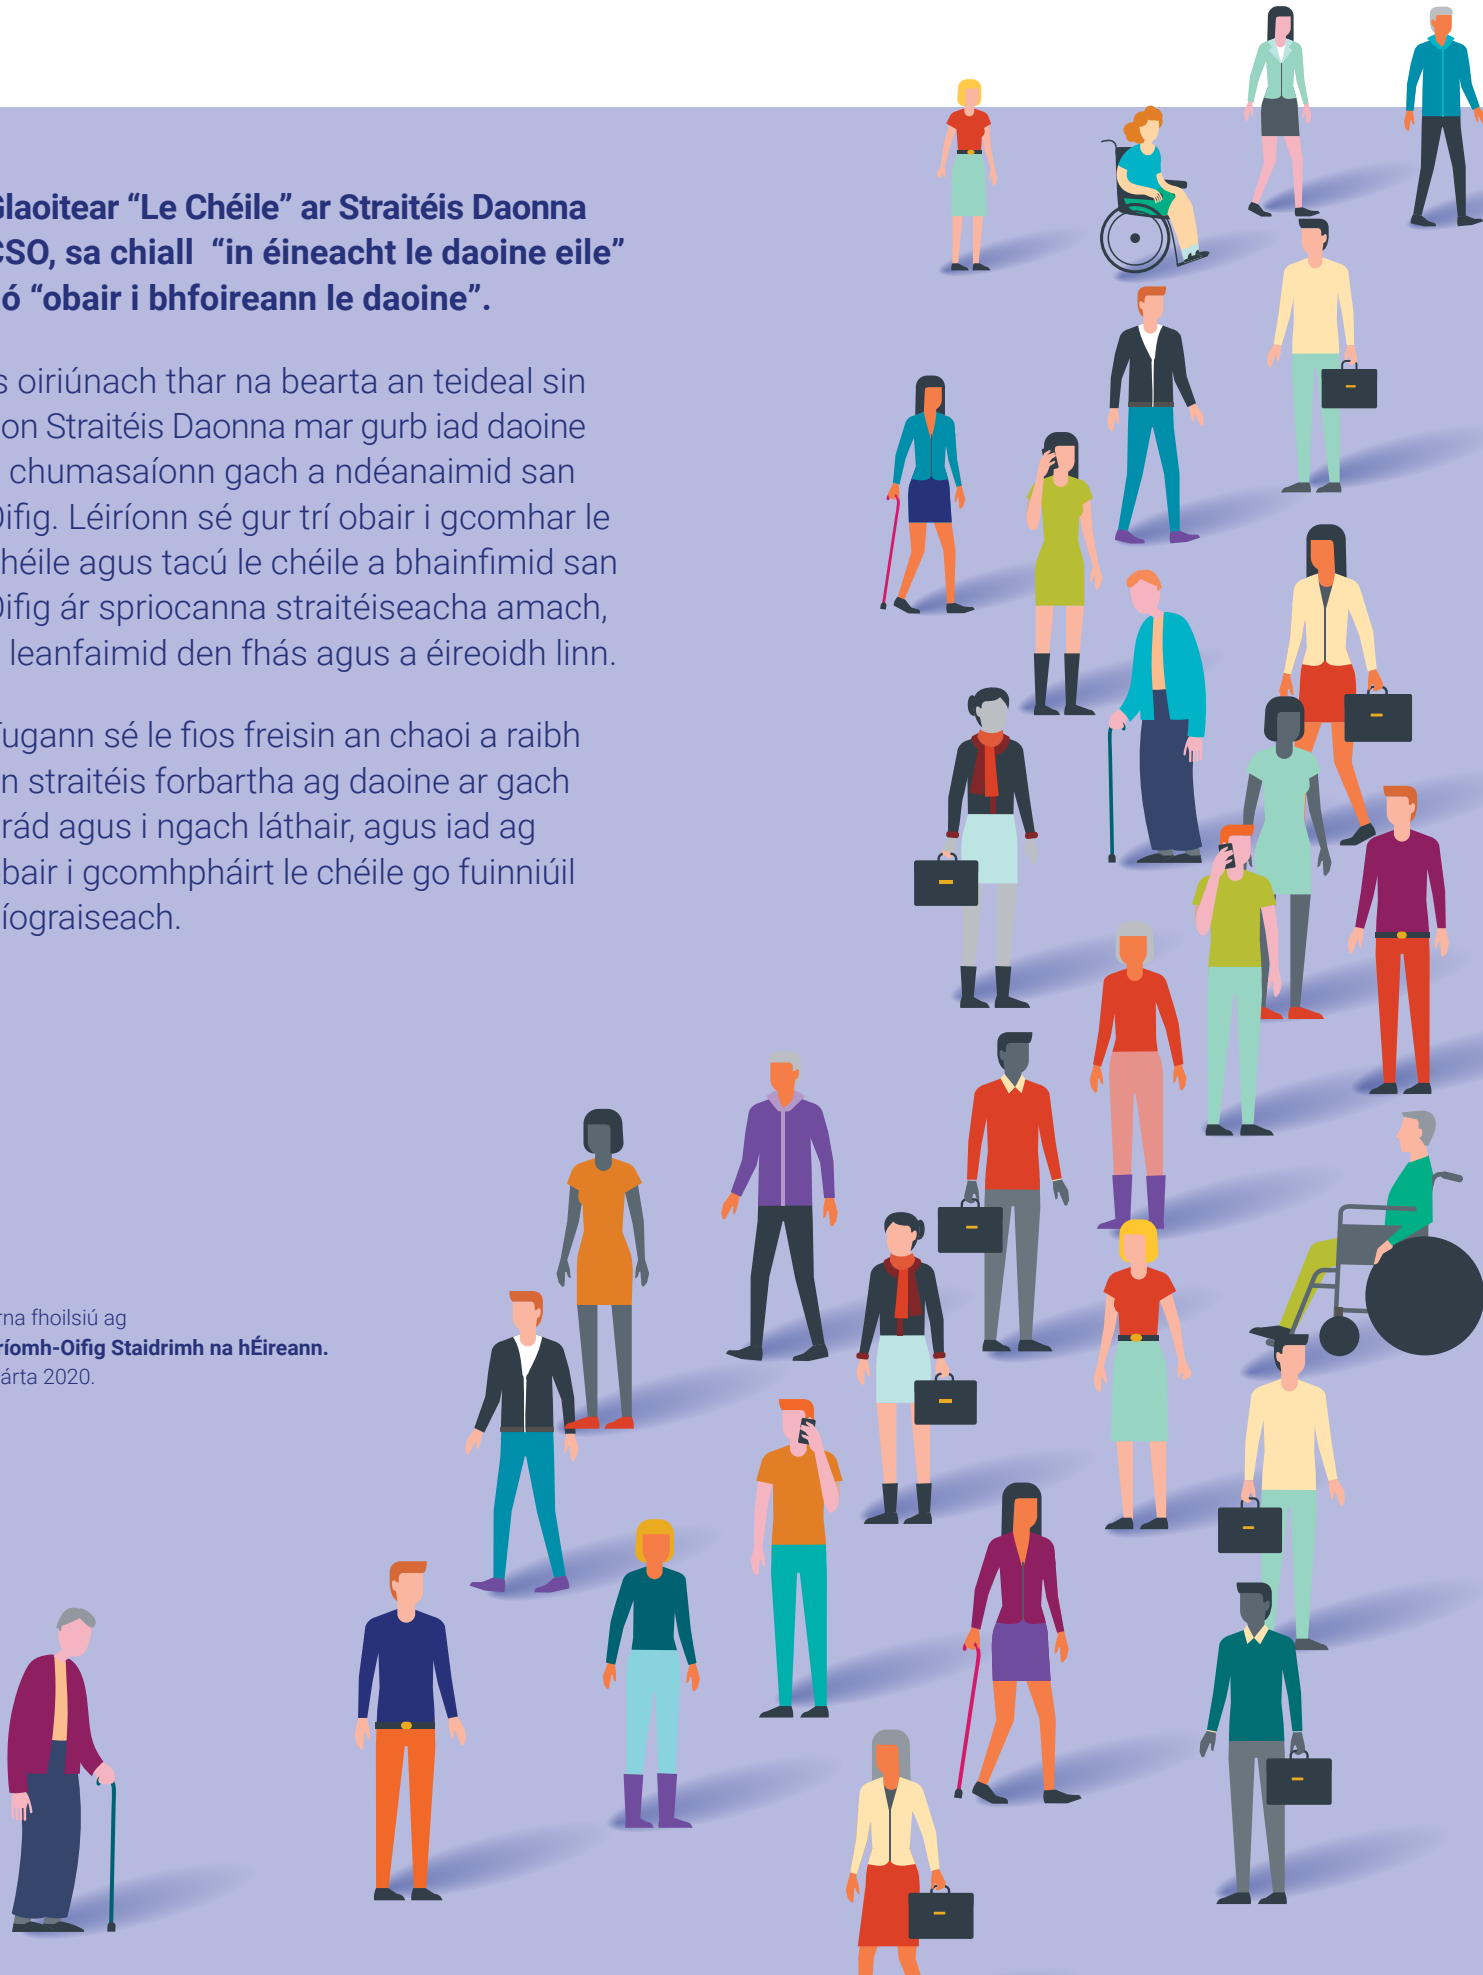 Glaoitear “Le Chéile” ar Straitéis Daonna
CSO, sa chiall “in éineacht le daoine eile”
ó “obair i bhfoireann le daoine”.
s oiriúnach thar na bearta an teideal sin
on Straitéis Daonna mar gurb iad daoine
chumasaíonn gach a ndéanaimid san
Oifig. Léiríonn sé gur trí obair i gcomhar le
héile agus tacú le chéile a bhainfimid san
Oifig ár spriocanna straitéiseacha amach,
leanfaimid den fhás agus a éireoidh linn.
Tugann sé le fios freisin an chaoi a raibh
n straitéis forbartha ag daoine ar gach
rád agus i ngach láthair, agus iad ag
bair i gcomhpháirt le chéile go fuinniúil
íograiseach.
rna fhoilsiú ag
ríomh-Oifig Staidrimh na hÉireann.
árta 2020.